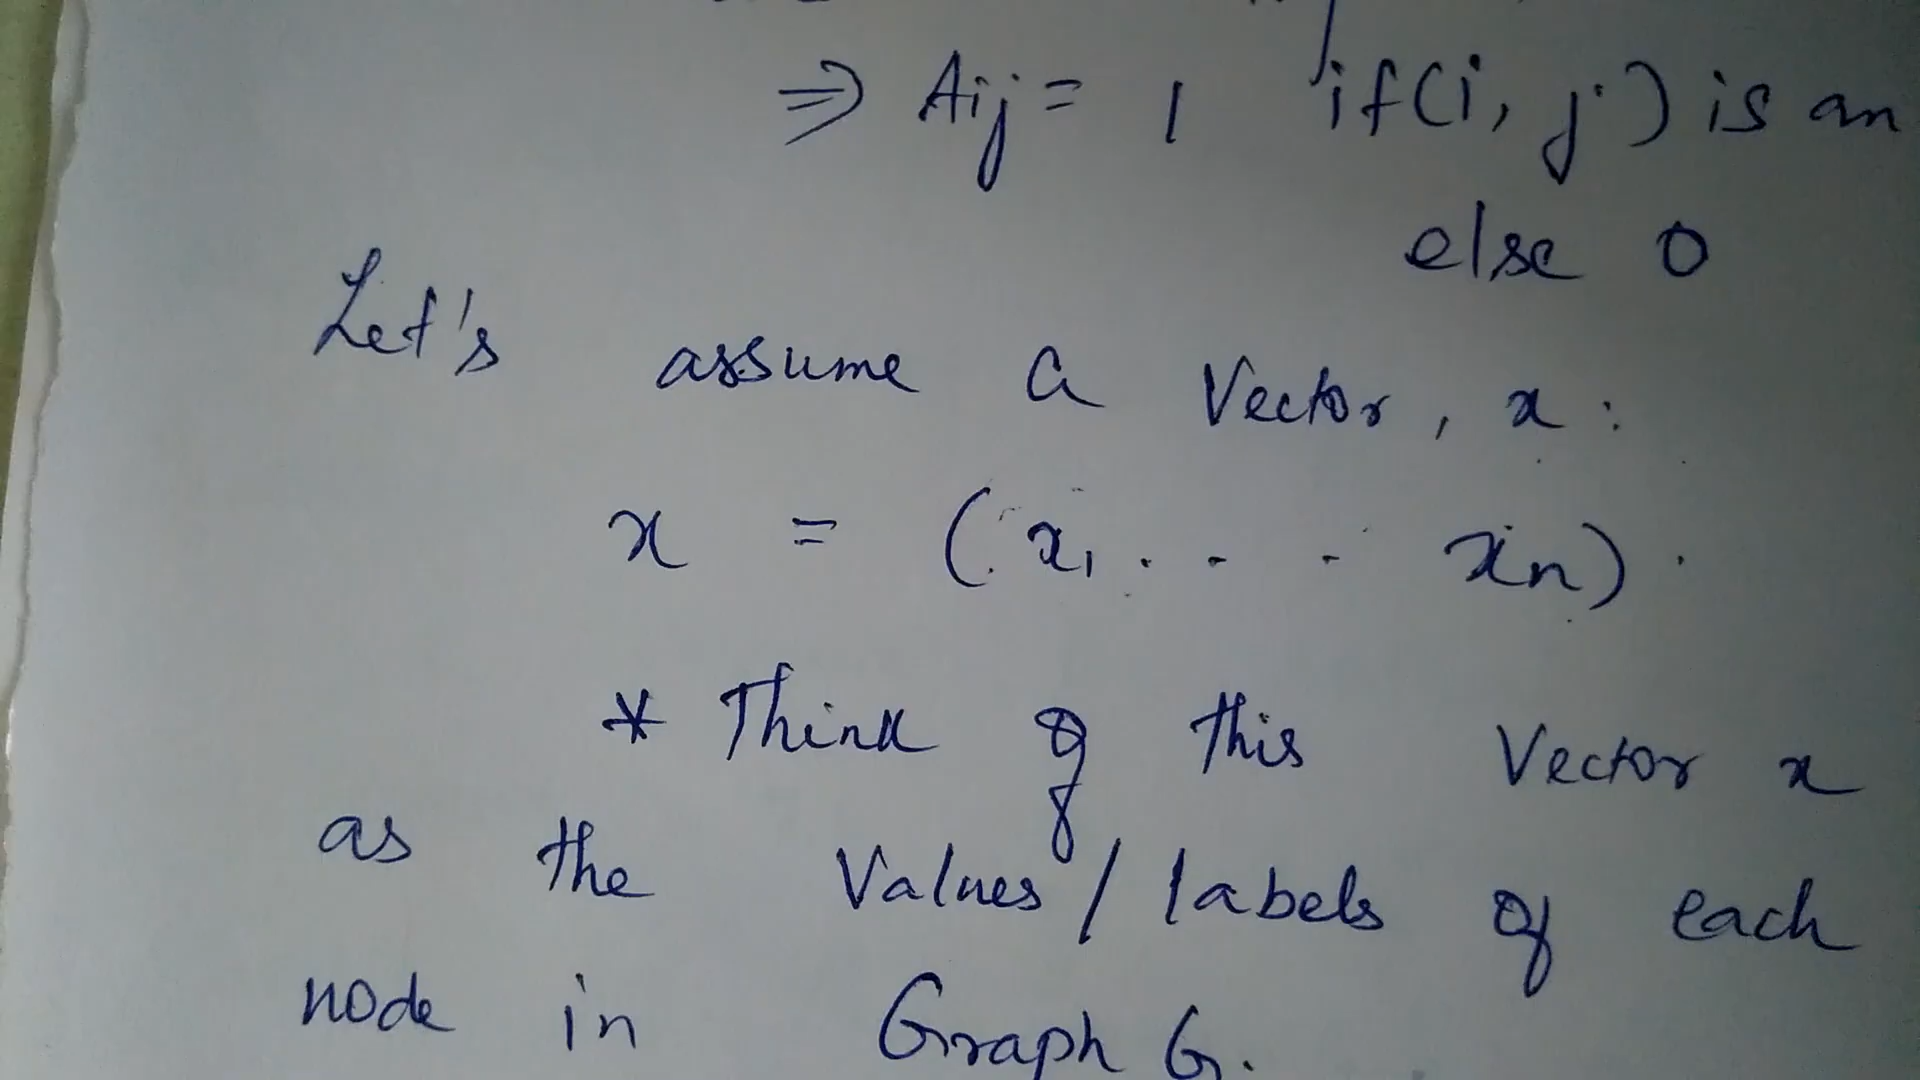 ⇒ Aij = 1 if(i, j) is an
else 0
Let's assume a Vector, x:
x = (x1 . . . xn).
* Think of this Vector x
as the Values/labels of each
node in Graph G.